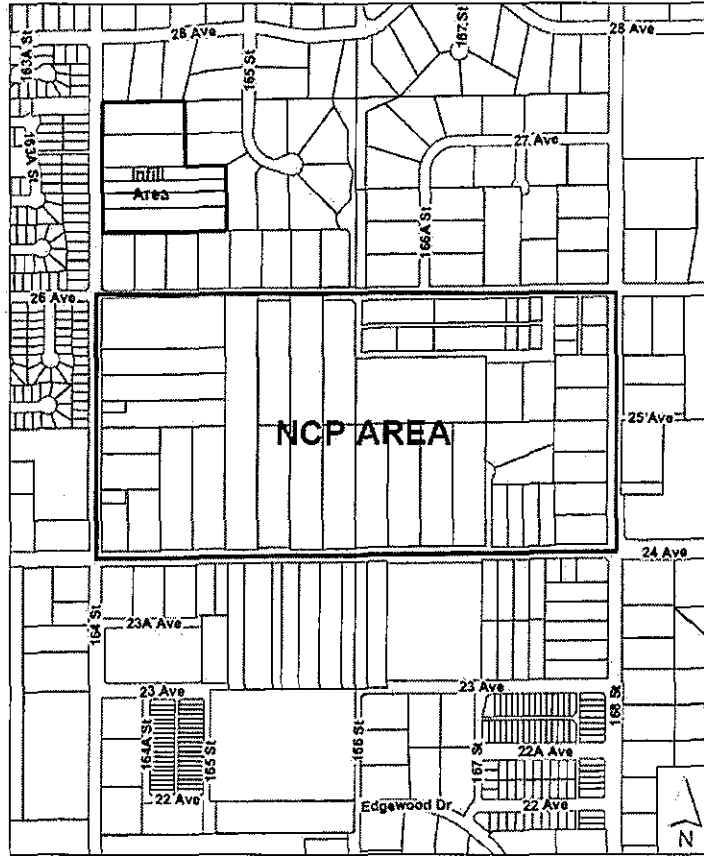 28 Ave
28 Ave
163A St
165 St
167 St
163A St
27 Ave
Infill
Area
166A St
26 Ave
NCP AREA
25 Ave
24 Ave
164 St
23A Ave
23 Ave
23 Ave
168 St
164A St
165 St
166 St
167 St
22A Ave
22 Ave
Edgewood Dr
22 Ave
N